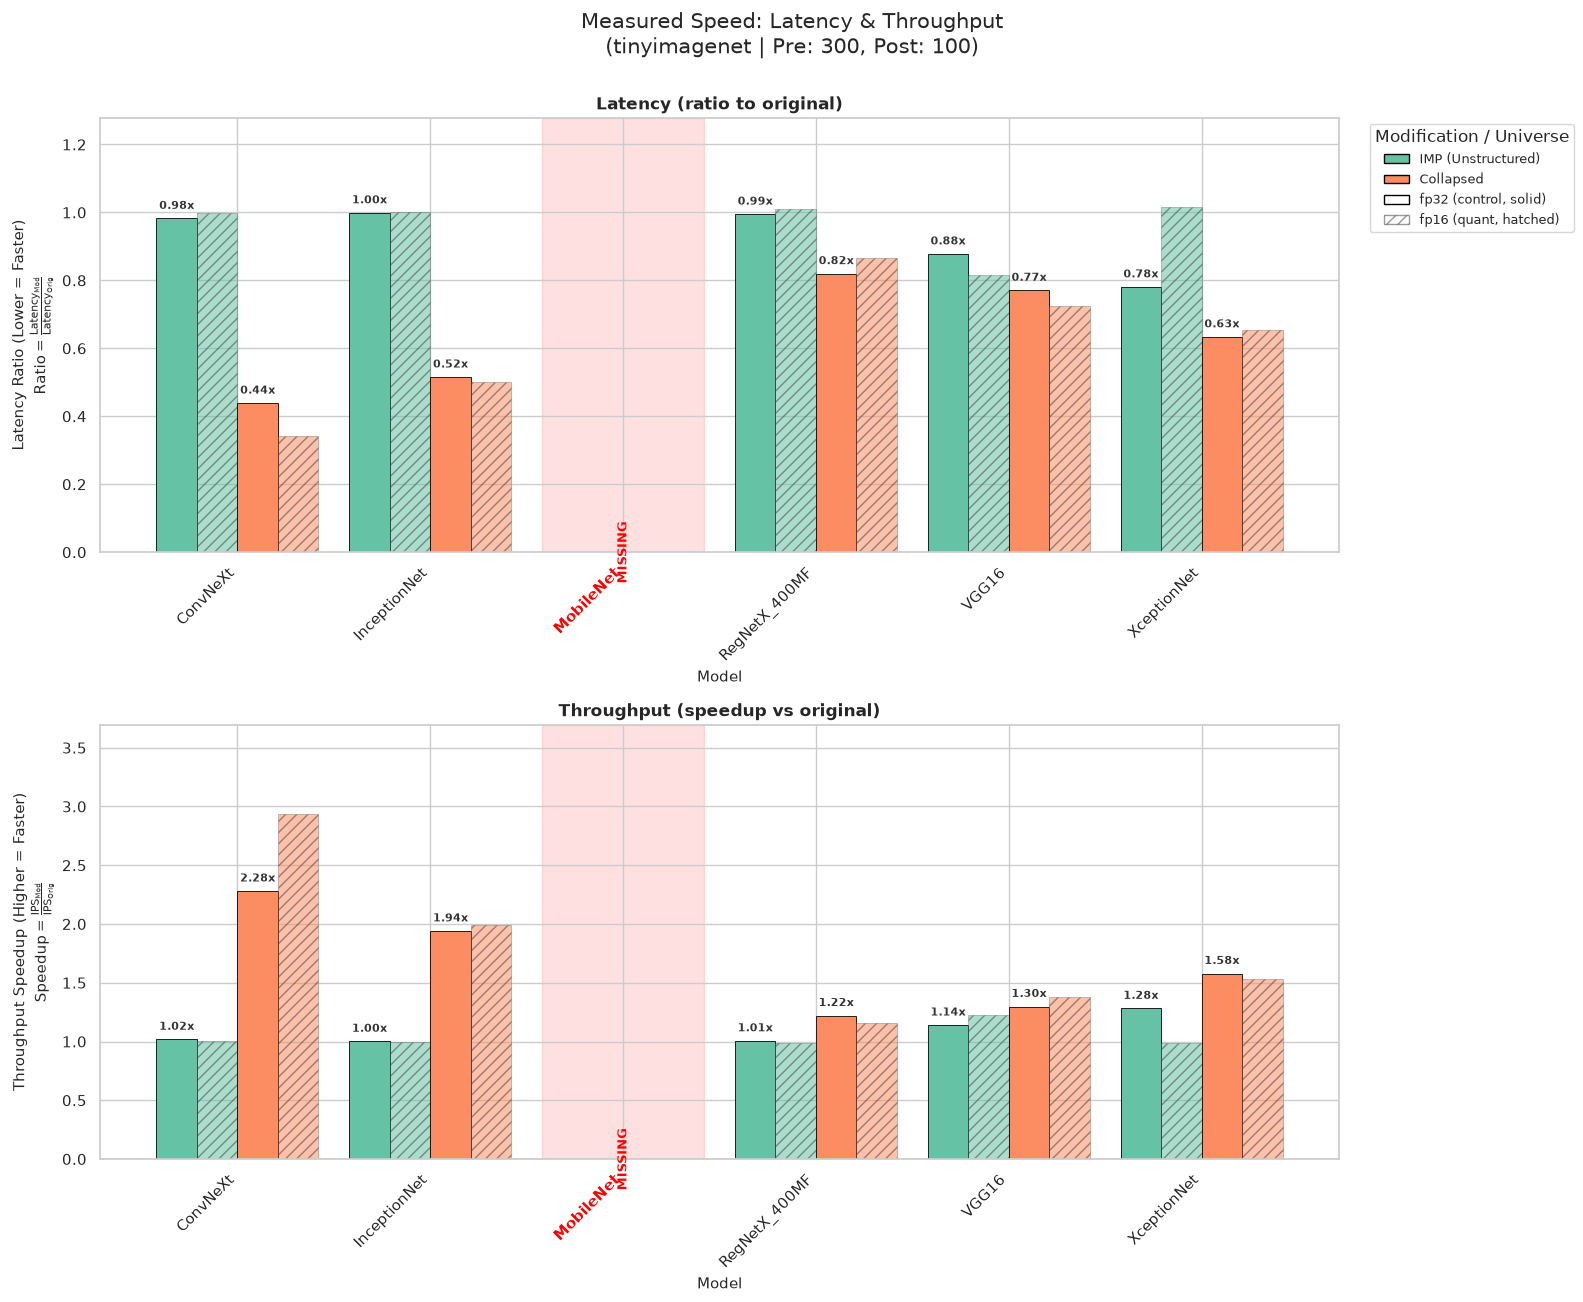 Measured Speed: Latency & Throughput
(tinyimagenet | Pre: 300, Post: 100)
Latency (ratio to original)
Latency Ratio (Lower = Faster)
Ratio = Latency_Mod / Latency_Orig
1.2
1.0
0.8
0.6
0.4
0.2
0.0
0.98x
0.44x
1.00x
0.52x
MISSING
0.99x
0.82x
0.88x
0.77x
0.78x
0.63x
ConvNeXt
InceptionNet
MobileNet
RegNetX_400MF
VGG16
XceptionNet
Model
Modification / Universe
IMP (Unstructured)
Collapsed
fp32 (control, solid)
fp16 (quant, hatched)
Throughput (speedup vs original)
Throughput Speedup (Higher = Faster)
Speedup = IPS_Mod / IPS_Orig
3.5
3.0
2.5
2.0
1.5
1.0
0.5
0.0
1.02x
2.28x
1.00x
1.94x
MISSING
1.01x
1.22x
1.14x
1.30x
1.28x
1.58x
ConvNeXt
InceptionNet
MobileNet
RegNetX_400MF
VGG16
XceptionNet
Model